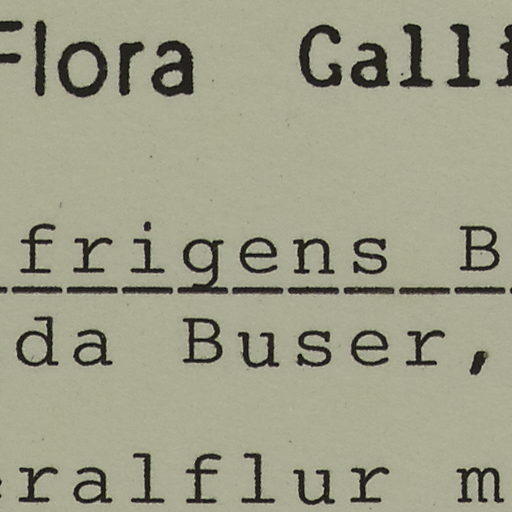 Flora Galli
frigens B
da Buser,
eralflur m